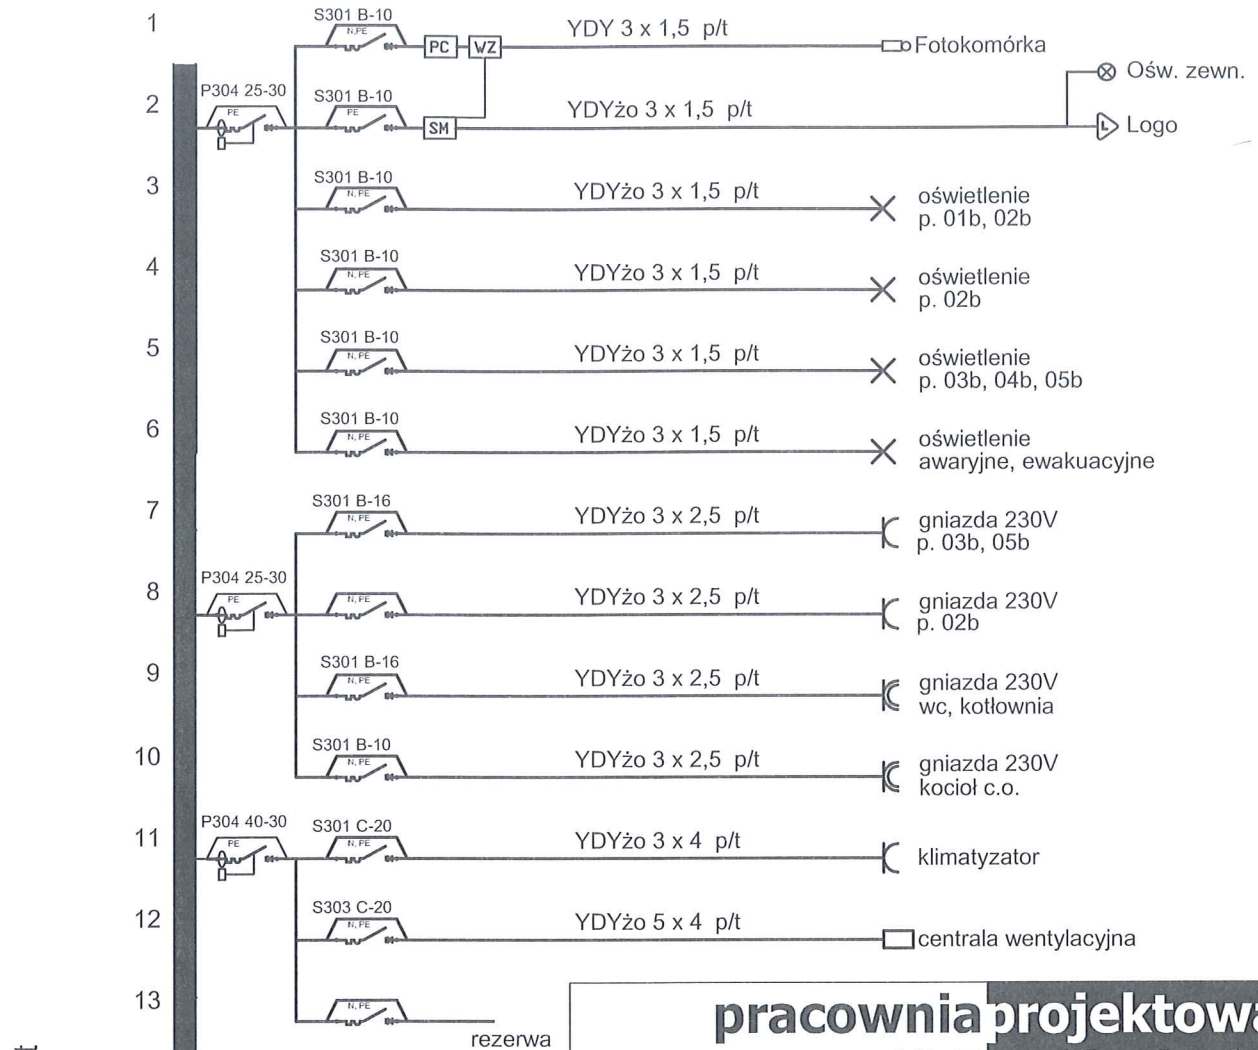 1
S301 B-10
N,PE
PC
WZ
YDY 3 x 1,5 p/t
Fotokomórka
Ośw. zewn.
2
P304 25-30
PE
S301 B-10
PE
SM
YDYżo 3 x 1,5 p/t
L
Logo
3
S301 B-10
N, PE
YDYżo 3 x 1,5 p/t
oświetlenie
p. 01b, 02b
4
S301 B-10
N, PE
YDYżo 3 x 1,5 p/t
oświetlenie
p. 02b
5
S301 B-10
N, PE
YDYżo 3 x 1,5 p/t
oświetlenie
p. 03b, 04b, 05b
6
S301 B-10
N, PE
YDYżo 3 x 1,5 p/t
oświetlenie
awaryjne, ewakuacyjne
7
S301 B-16
N, PE
YDYżo 3 x 2,5 p/t
gniazda 230V
p. 03b, 05b
8
P304 25-30
PE
N, PE
YDYżo 3 x 2,5 p/t
gniazda 230V
p. 02b
9
S301 B-16
N, PE
YDYżo 3 x 2,5 p/t
gniazda 230V
wc, kotłownia
10
S301 B-10
N, PE
YDYżo 3 x 2,5 p/t
gniazda 230V
kocioł c.o.
11
P304 40-30
PE
S301 C-20
N, PE
YDYżo 3 x 4 p/t
klimatyzator
12
S303 C-20
N, PE
YDYżo 5 x 4 p/t
centrala wentylacyjna
13
N, PE
rezerwa
pracowniaprojektowa